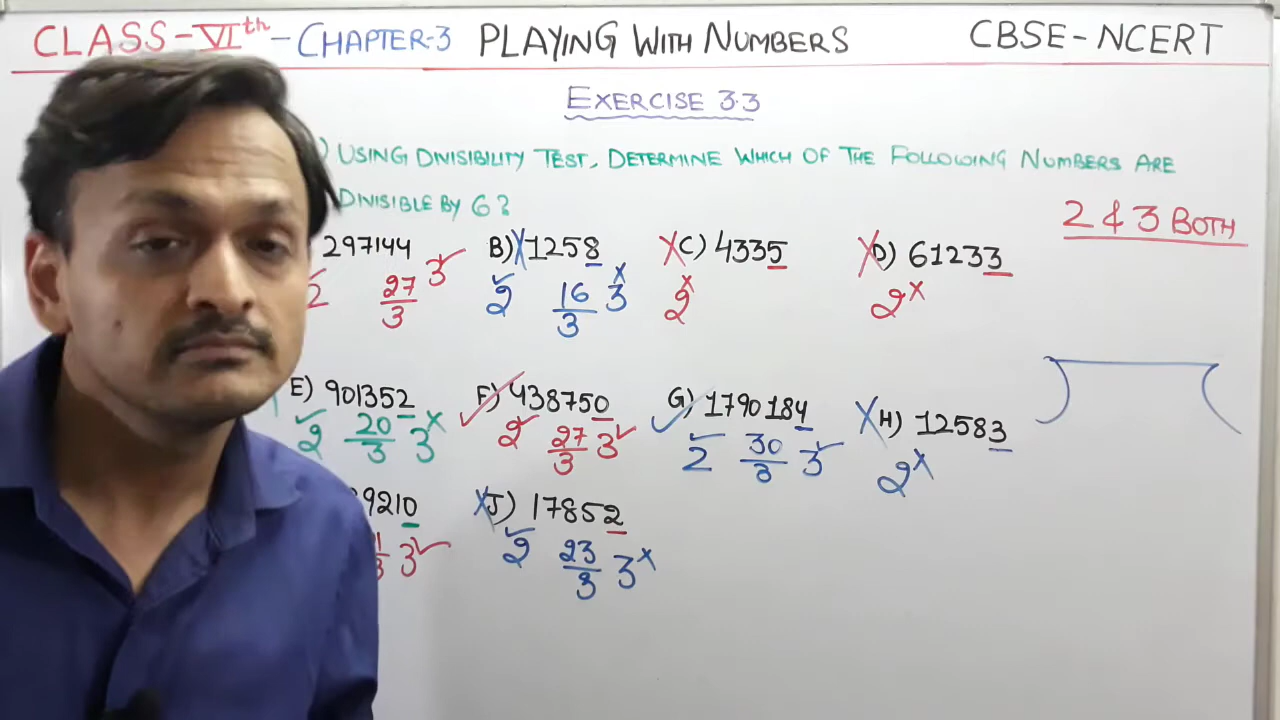 CLASS-VIth-CHAPTER-3 PLAYING WITH NUMBERS CBSE-NCERT
EXERCISE 3.3
) USING DIVISIBILITY TEST, DETERMINE WHICH OF THE FOLLOWING NUMBERS ARE
DIVISIBLE BY 6?
2 & 3 BOTH
297144 B) 1258 C) 4335 D) 61233
2 27/3 3 2 16/3 3 2 2
E) 901352 F) 438750 G) 1790184 H) 12583
2 20/3 3 2 27/3 3 2 30/3 3 2
9210 J) 17852
3 2 23/3 3